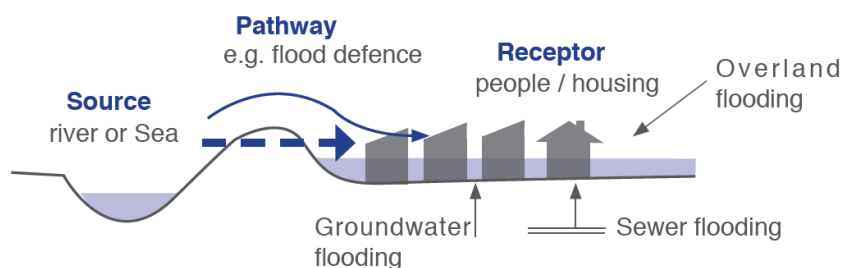 Pathway
e.g. flood defence
Receptor
people / housing
Overland
flooding
Source
river or Sea
Groundwater
flooding
Sewer flooding